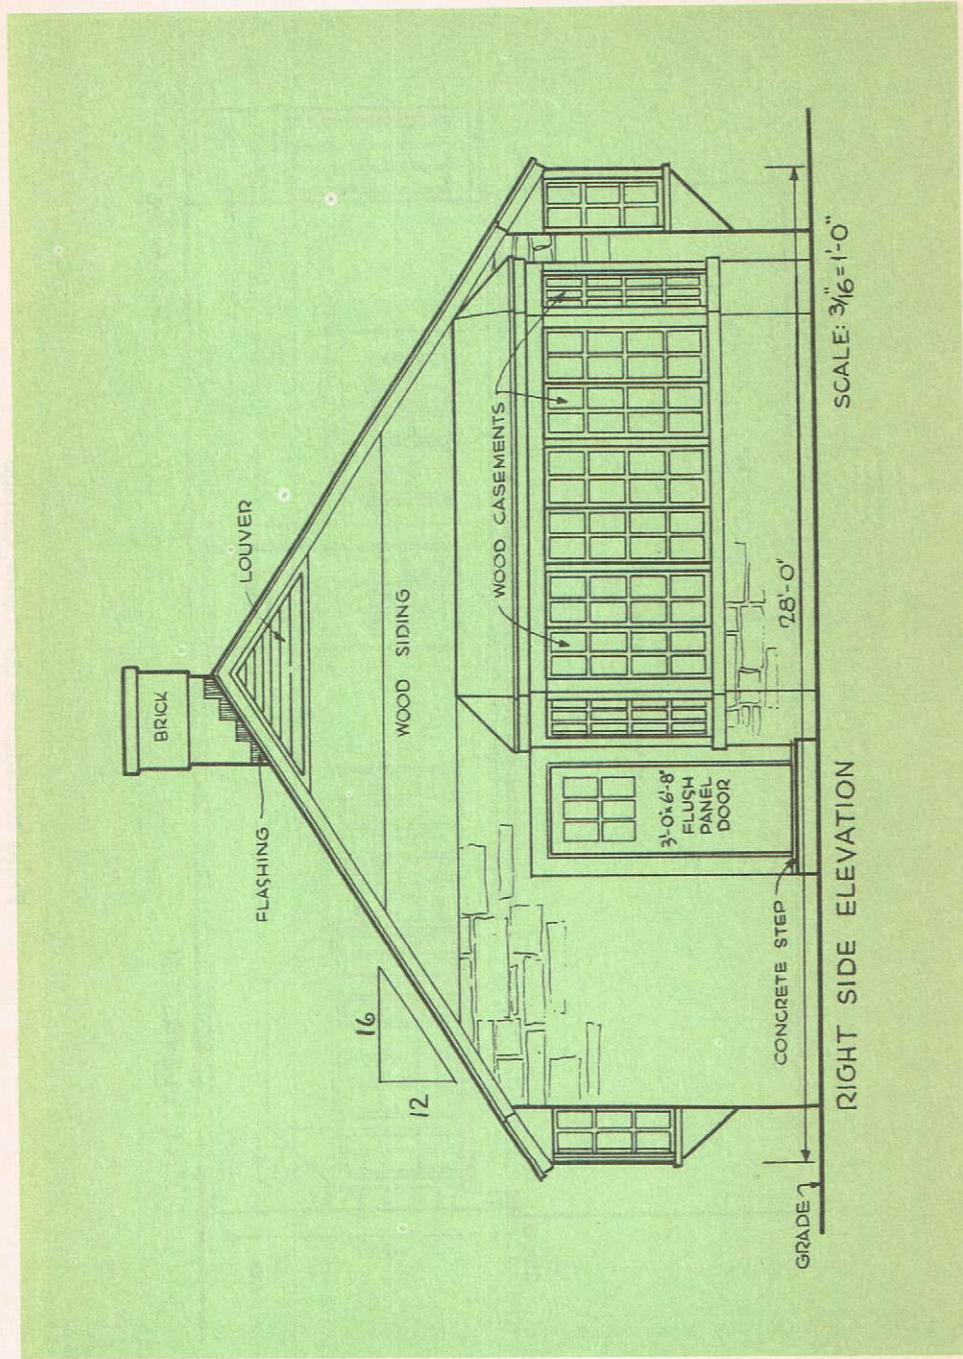 BRICK
LOUVER
FLASHING
WOOD SIDING
16
12
WOOD CASEMENTS
3'-0"x6'-8"
FLUSH
PANEL
DOOR
28'-0"
CONCRETE STEP
GRADE
RIGHT SIDE ELEVATION
SCALE: 3/16"=1'-0"